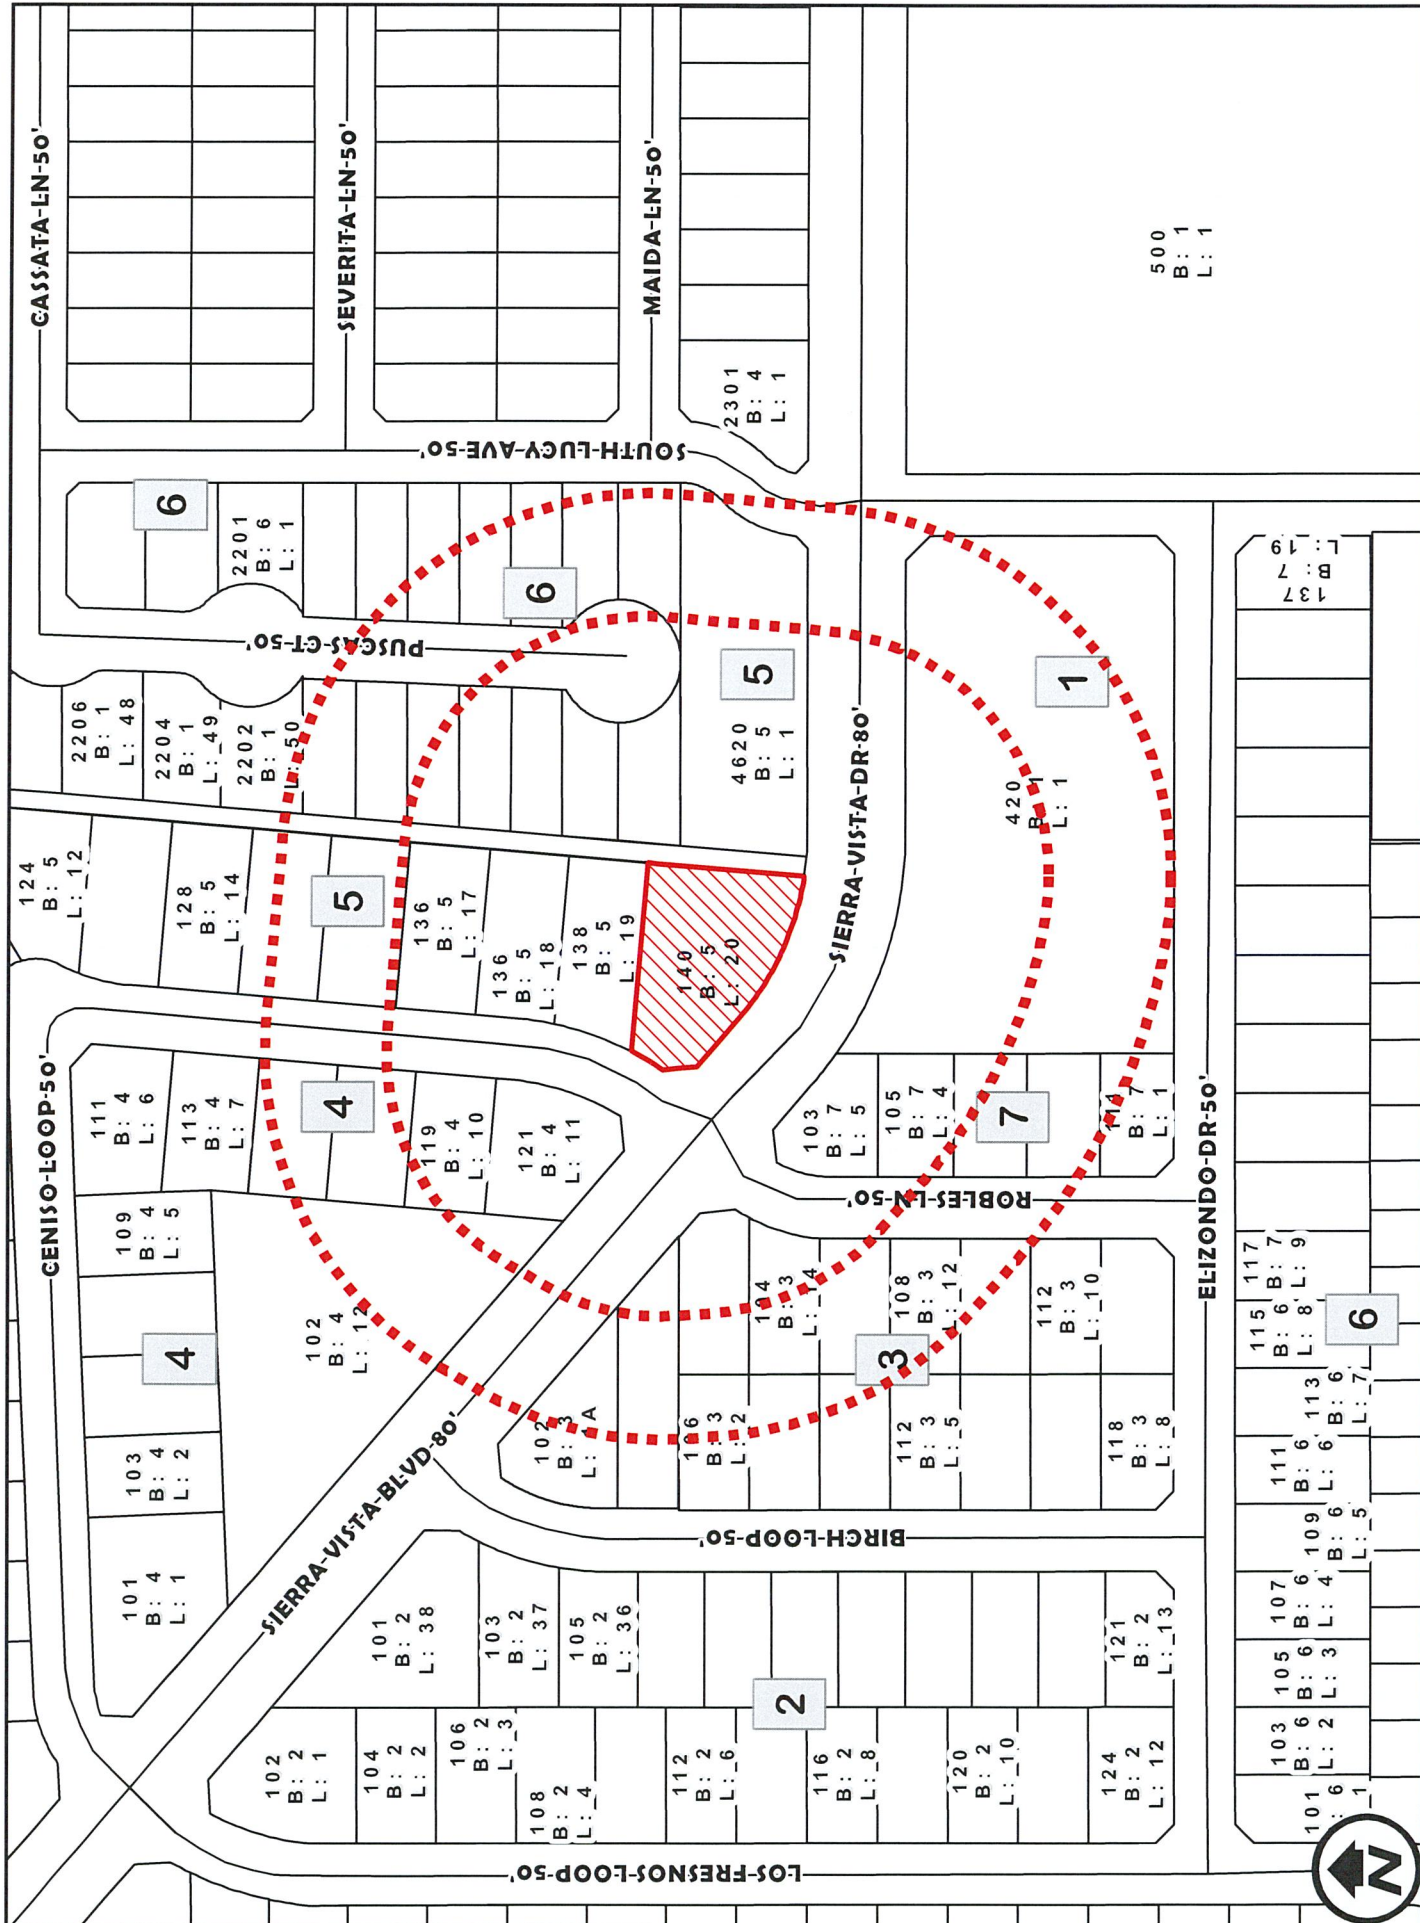 CASSATA-LN-50'
SEVERITA-LN-50'
MAIDA-LN-50'
SOUTH-LUCY-AVE-50'
2301
B: 4
L: 1
500
B: 1
L: 1
6
2201
B: 6
L: 1
6
PUSCAS-CT-50'
5
4620
B: 5
L: 1
2206
B: 1
L: 48
2204
B: 1
L: 49
2202
B: 1
L: 50
SIERRA-VISTA-DR-80'
1
420
B: 1
L: 1
137
B: 7
L: 19
124
B: 5
L: 12
128
B: 5
L: 14
5
136
B: 5
L: 17
136
B: 5
L: 18
138
B: 5
L: 19
140
B: 5
L: 20
CENISO-LOOP-50'
111
B: 4
L: 6
113
B: 4
L: 7
4
119
B: 4
L: 10
121
B: 4
L: 11
109
B: 4
L: 5
102
B: 4
L: 12
4
103
B: 4
L: 2
101
B: 4
L: 1
103
B: 7
L: 5
105
B: 7
L: 4
7
B: 7
L: 1
ROBLES-LN-50'
ELIZONDO-DR-50'
104
B: 3
L: 14
108
B: 3
L: 12
112
B: 3
L: 10
3
102
B: 3
106
B: 3
L: 2
112
B: 3
L: 5
118
B: 3
L: 8
SIERRA-VISTA-BLVD-80'
BIRCH-LOOP-50'
101
B: 2
L: 38
103
B: 2
L: 37
105
B: 2
L: 36
121
B: 2
L: 13
2
102
B: 2
L: 1
104
B: 2
L: 2
106
B: 2
L: 3
108
B: 2
L: 4
112
B: 2
L: 6
116
B: 2
L: 8
120
B: 2
L: 10
124
B: 2
L: 12
LOS-FRESNOS-LOOP-50'
117
B: 7
L: 9
115
B: 6
L: 8
6
113
B: 6
L: 7
111
B: 6
L: 6
109
B: 6
L: 5
107
B: 6
L: 4
105
B: 6
L: 3
103
B: 6
L: 2
101
: 6
1
N